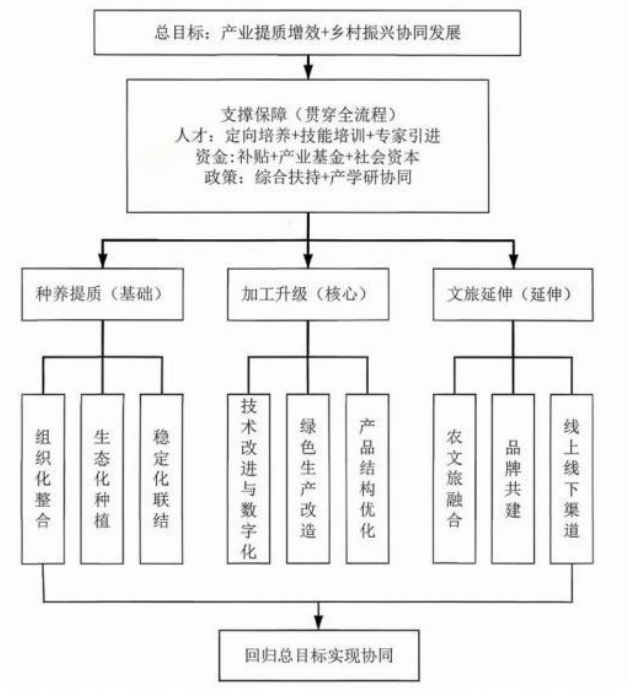 总目标：产业提质增效+乡村振兴协同发展
支撑保障（贯穿全流程）
人才：定向培养+技能培训+专家引进
资金:补贴+产业基金+社会资本
政策：综合扶持+产学研协同
种养提质（基础）
加工升级（核心）
文旅延伸（延伸）
组织化整合
生态化种植
稳定化联结
技术改进与数字化
绿色生产改造
产品结构优化
农文旅融合
品牌共建
线上线下渠道
回归总目标实现协同